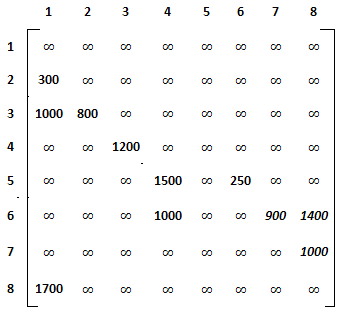 1 2 3 4 5 6 7 8
1 ∞ ∞ ∞ ∞ ∞ ∞ ∞ ∞
2 300 ∞ ∞ ∞ ∞ ∞ ∞ ∞
3 1000 800 ∞ ∞ ∞ ∞ ∞ ∞
4 ∞ ∞ 1200 ∞ ∞ ∞ ∞ ∞
5 ∞ ∞ ∞ 1500 ∞ 250 ∞ ∞
6 ∞ ∞ ∞ 1000 ∞ ∞ 900 1400
7 ∞ ∞ ∞ ∞ ∞ ∞ ∞ 1000
8 1700 ∞ ∞ ∞ ∞ ∞ ∞ ∞